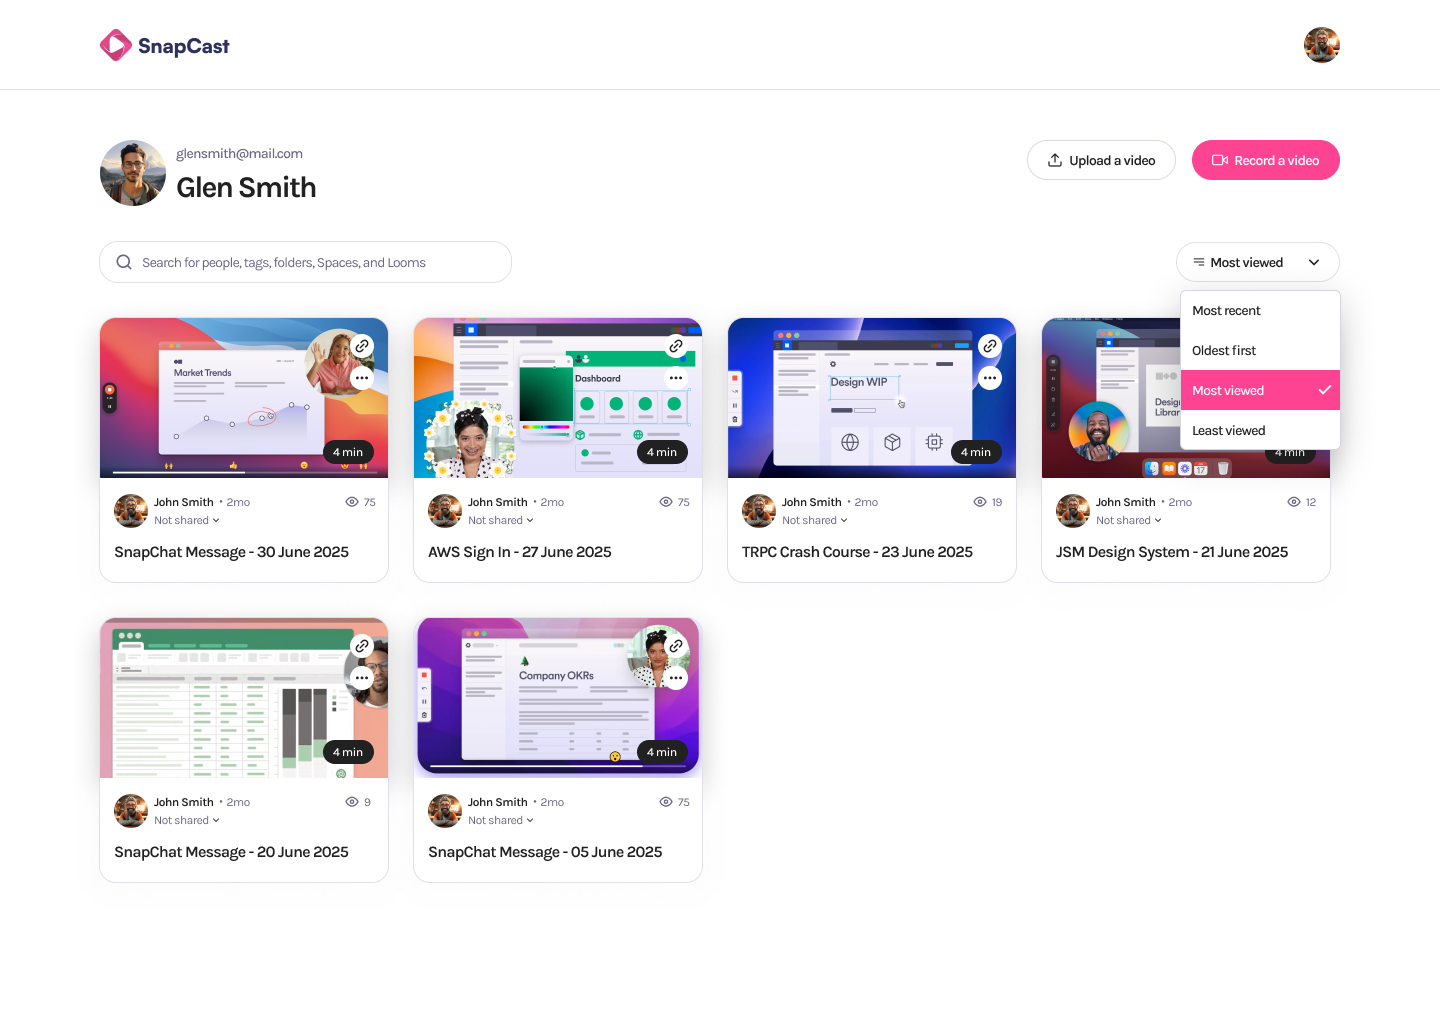 SnapCast
glensmith@mail.com
Glen Smith
Upload a video
Record a video
Search for people, tags, folders, Spaces, and Looms
Most viewed
Most recent
Oldest first
Most viewed
Least viewed
Market Trends
4 min
Dashboard
4 min
Design WIP
4 min
Design
Librar
17
4 min
John Smith • 2mo
75
Not shared
SnapChat Message - 30 June 2025
John Smith • 2mo
75
Not shared
AWS Sign In - 27 June 2025
John Smith • 2mo
19
Not shared
TRPC Crash Course - 23 June 2025
John Smith • 2mo
12
Not shared
JSM Design System - 21 June 2025
4 min
Company OKRs
4 min
John Smith • 2mo
9
Not shared
SnapChat Message - 20 June 2025
John Smith • 2mo
75
Not shared
SnapChat Message - 05 June 2025